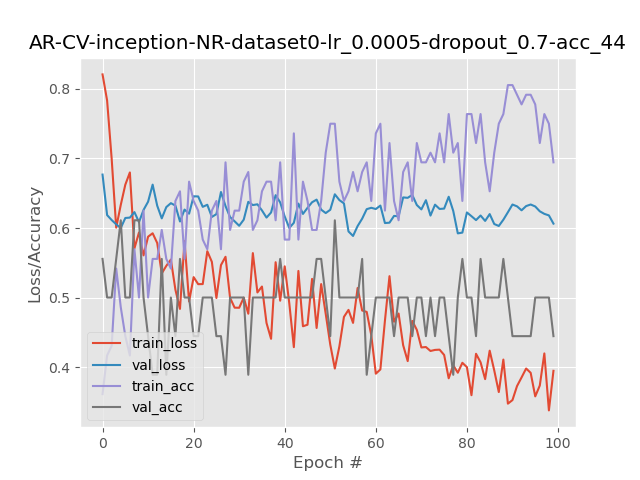 AR-CV-inception-NR-dataset0-lr_0.0005-dropout_0.7-acc_44
Loss/Accuracy
0.8
0.7
0.6
0.5
0.4
train_loss
val_loss
train_acc
val_acc
0 20 40 60 80 100
Epoch #